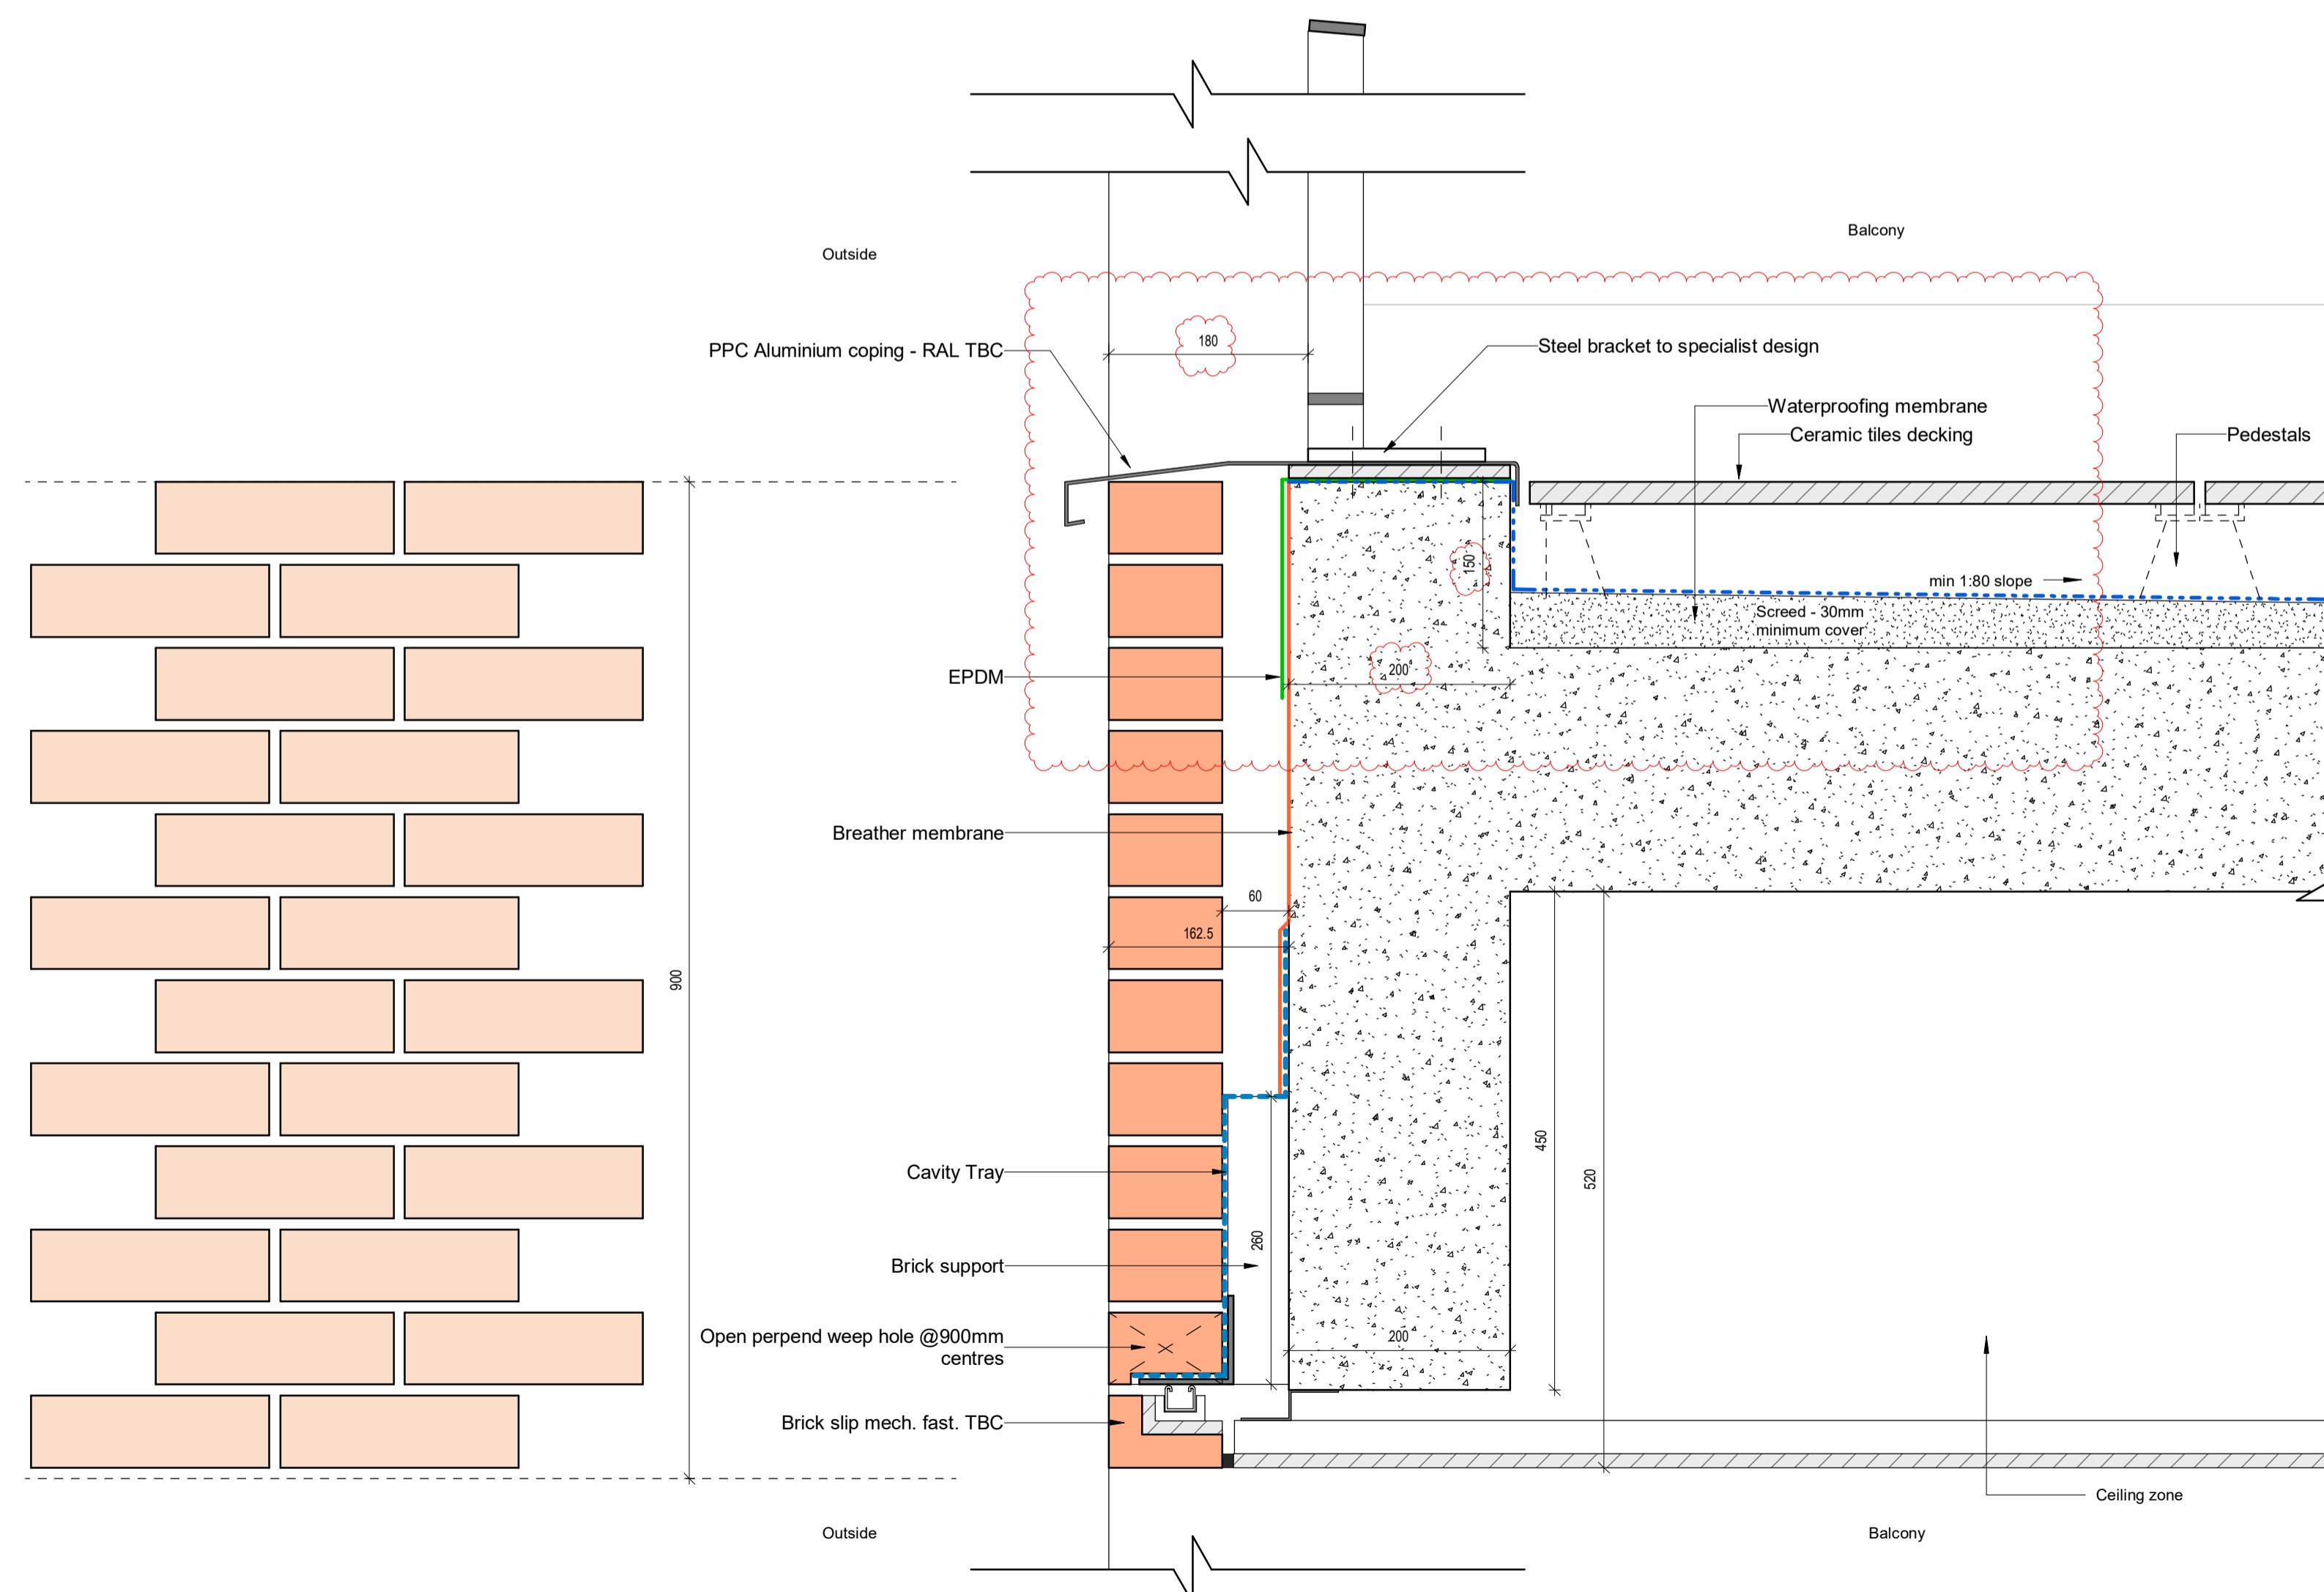 Balcony
Outside
180
PPC Aluminium coping - RAL TBC
Steel bracket to specialist design
Waterproofing membrane
Ceramic tiles decking
Pedestals
150
min 1:80 slope
Screed - 30mm
minimum cover
200
EPDM
Breather membrane
60
162.5
900
450
520
Cavity Tray
260
Brick support
Open perpend weep hole @900mm
centres
200
Brick slip mech. fast. TBC
Ceiling zone
Outside
Balcony